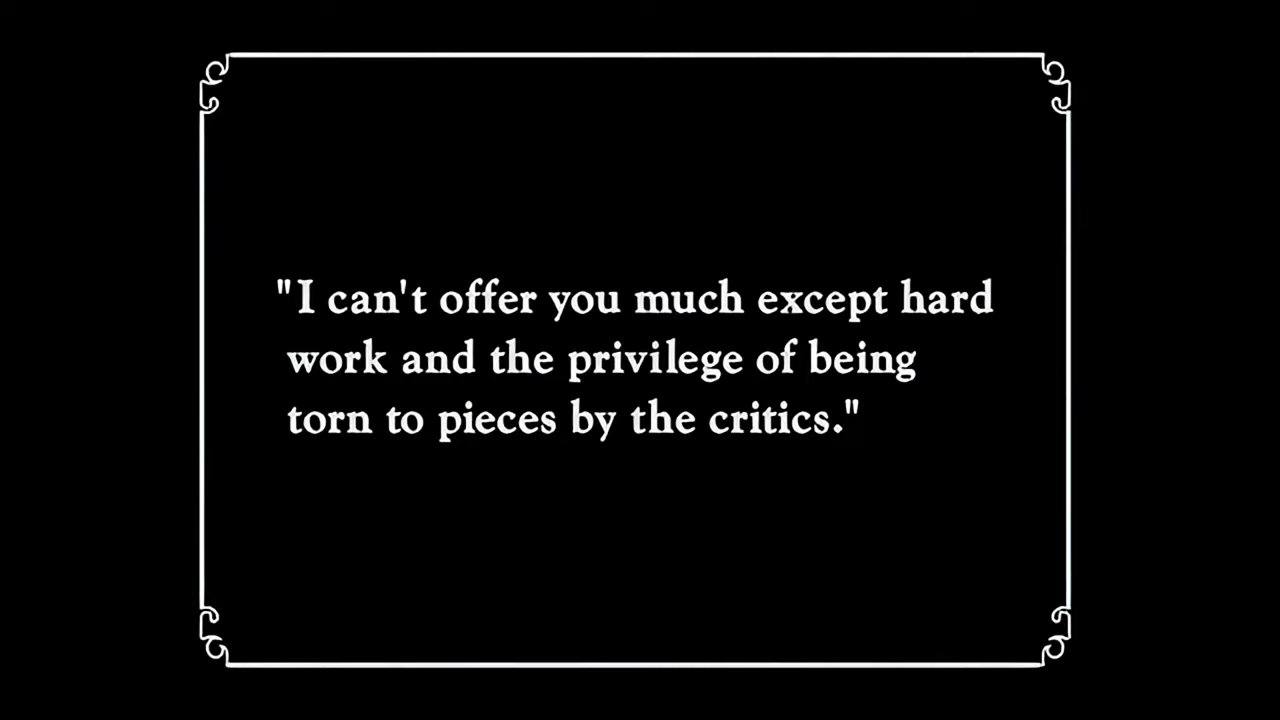 "I can't offer you much except hard
work and the privilege of being
torn to pieces by the critics."